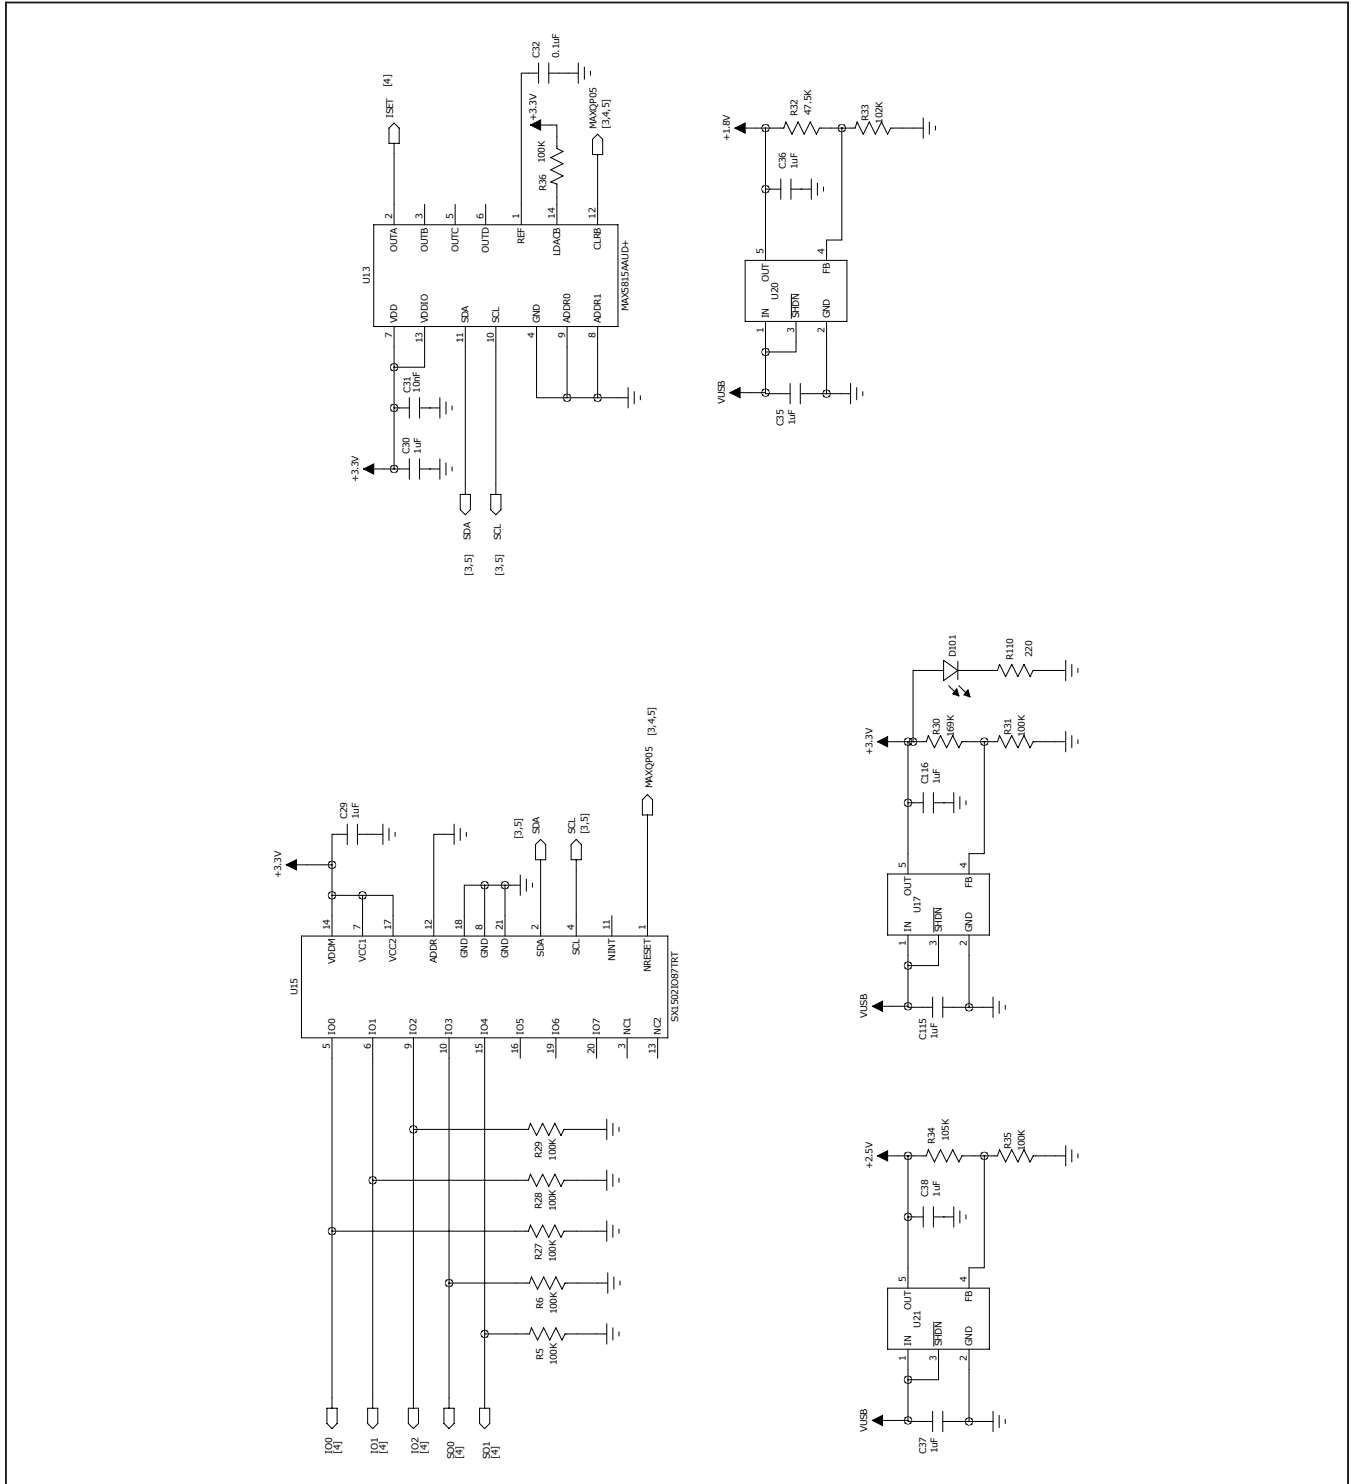 U13
MAX5815AAUD+
VDD
VDDIO
SDA
SCL
GND
ADDR0
ADDR1
7
13
11
10
4
9
8
OUTA
OUTB
OUTC
OUTD
REF
LDACB
CLRB
2
3
5
6
1
14
12
ISET [4]
C32
0.1uF
+3.3V
R36 100K
MAXQP05
[3,4,5]
+3.3V
C30
1uF
C31
10nF
[3,5] SDA
[3,5] SCL
U20
IN
SHDN
GND
OUT
FB
1
3
2
5
4
VUSB
C35
1uF
C36
1uF
+1.8V
R32
47.5K
R33
102K
U15
SX1502IO87TRT
IO0
IO1
IO2
IO3
IO4
IO5
IO6
IO7
NC1
NC2
5
6
9
10
15
16
19
20
3
13
VDDM
VCC1
VCC2
ADDR
GND
GND
GND
SDA
SCL
NINT
NRESET
14
7
17
12
18
8
21
2
4
11
1
+3.3V
C29
1uF
[3,5]
SDA
SCL
[3,5]
MAXQP05 [3,4,5]
R29
100K
R28
100K
R27
100K
R6
100K
R5
100K
IO0
[4]
IO1
[4]
IO2
[4]
SO0
[4]
SO1
[4]
U17
IN
SHDN
GND
OUT
FB
1
3
2
5
4
VUSB
C115
1uF
C116
1uF
+3.3V
R30
169K
R31
100K
D101
R110
220
U21
IN
SHDN
GND
OUT
FB
1
3
2
5
4
VUSB
C37
1uF
C38
1uF
+2.5V
R34
105K
R35
100K